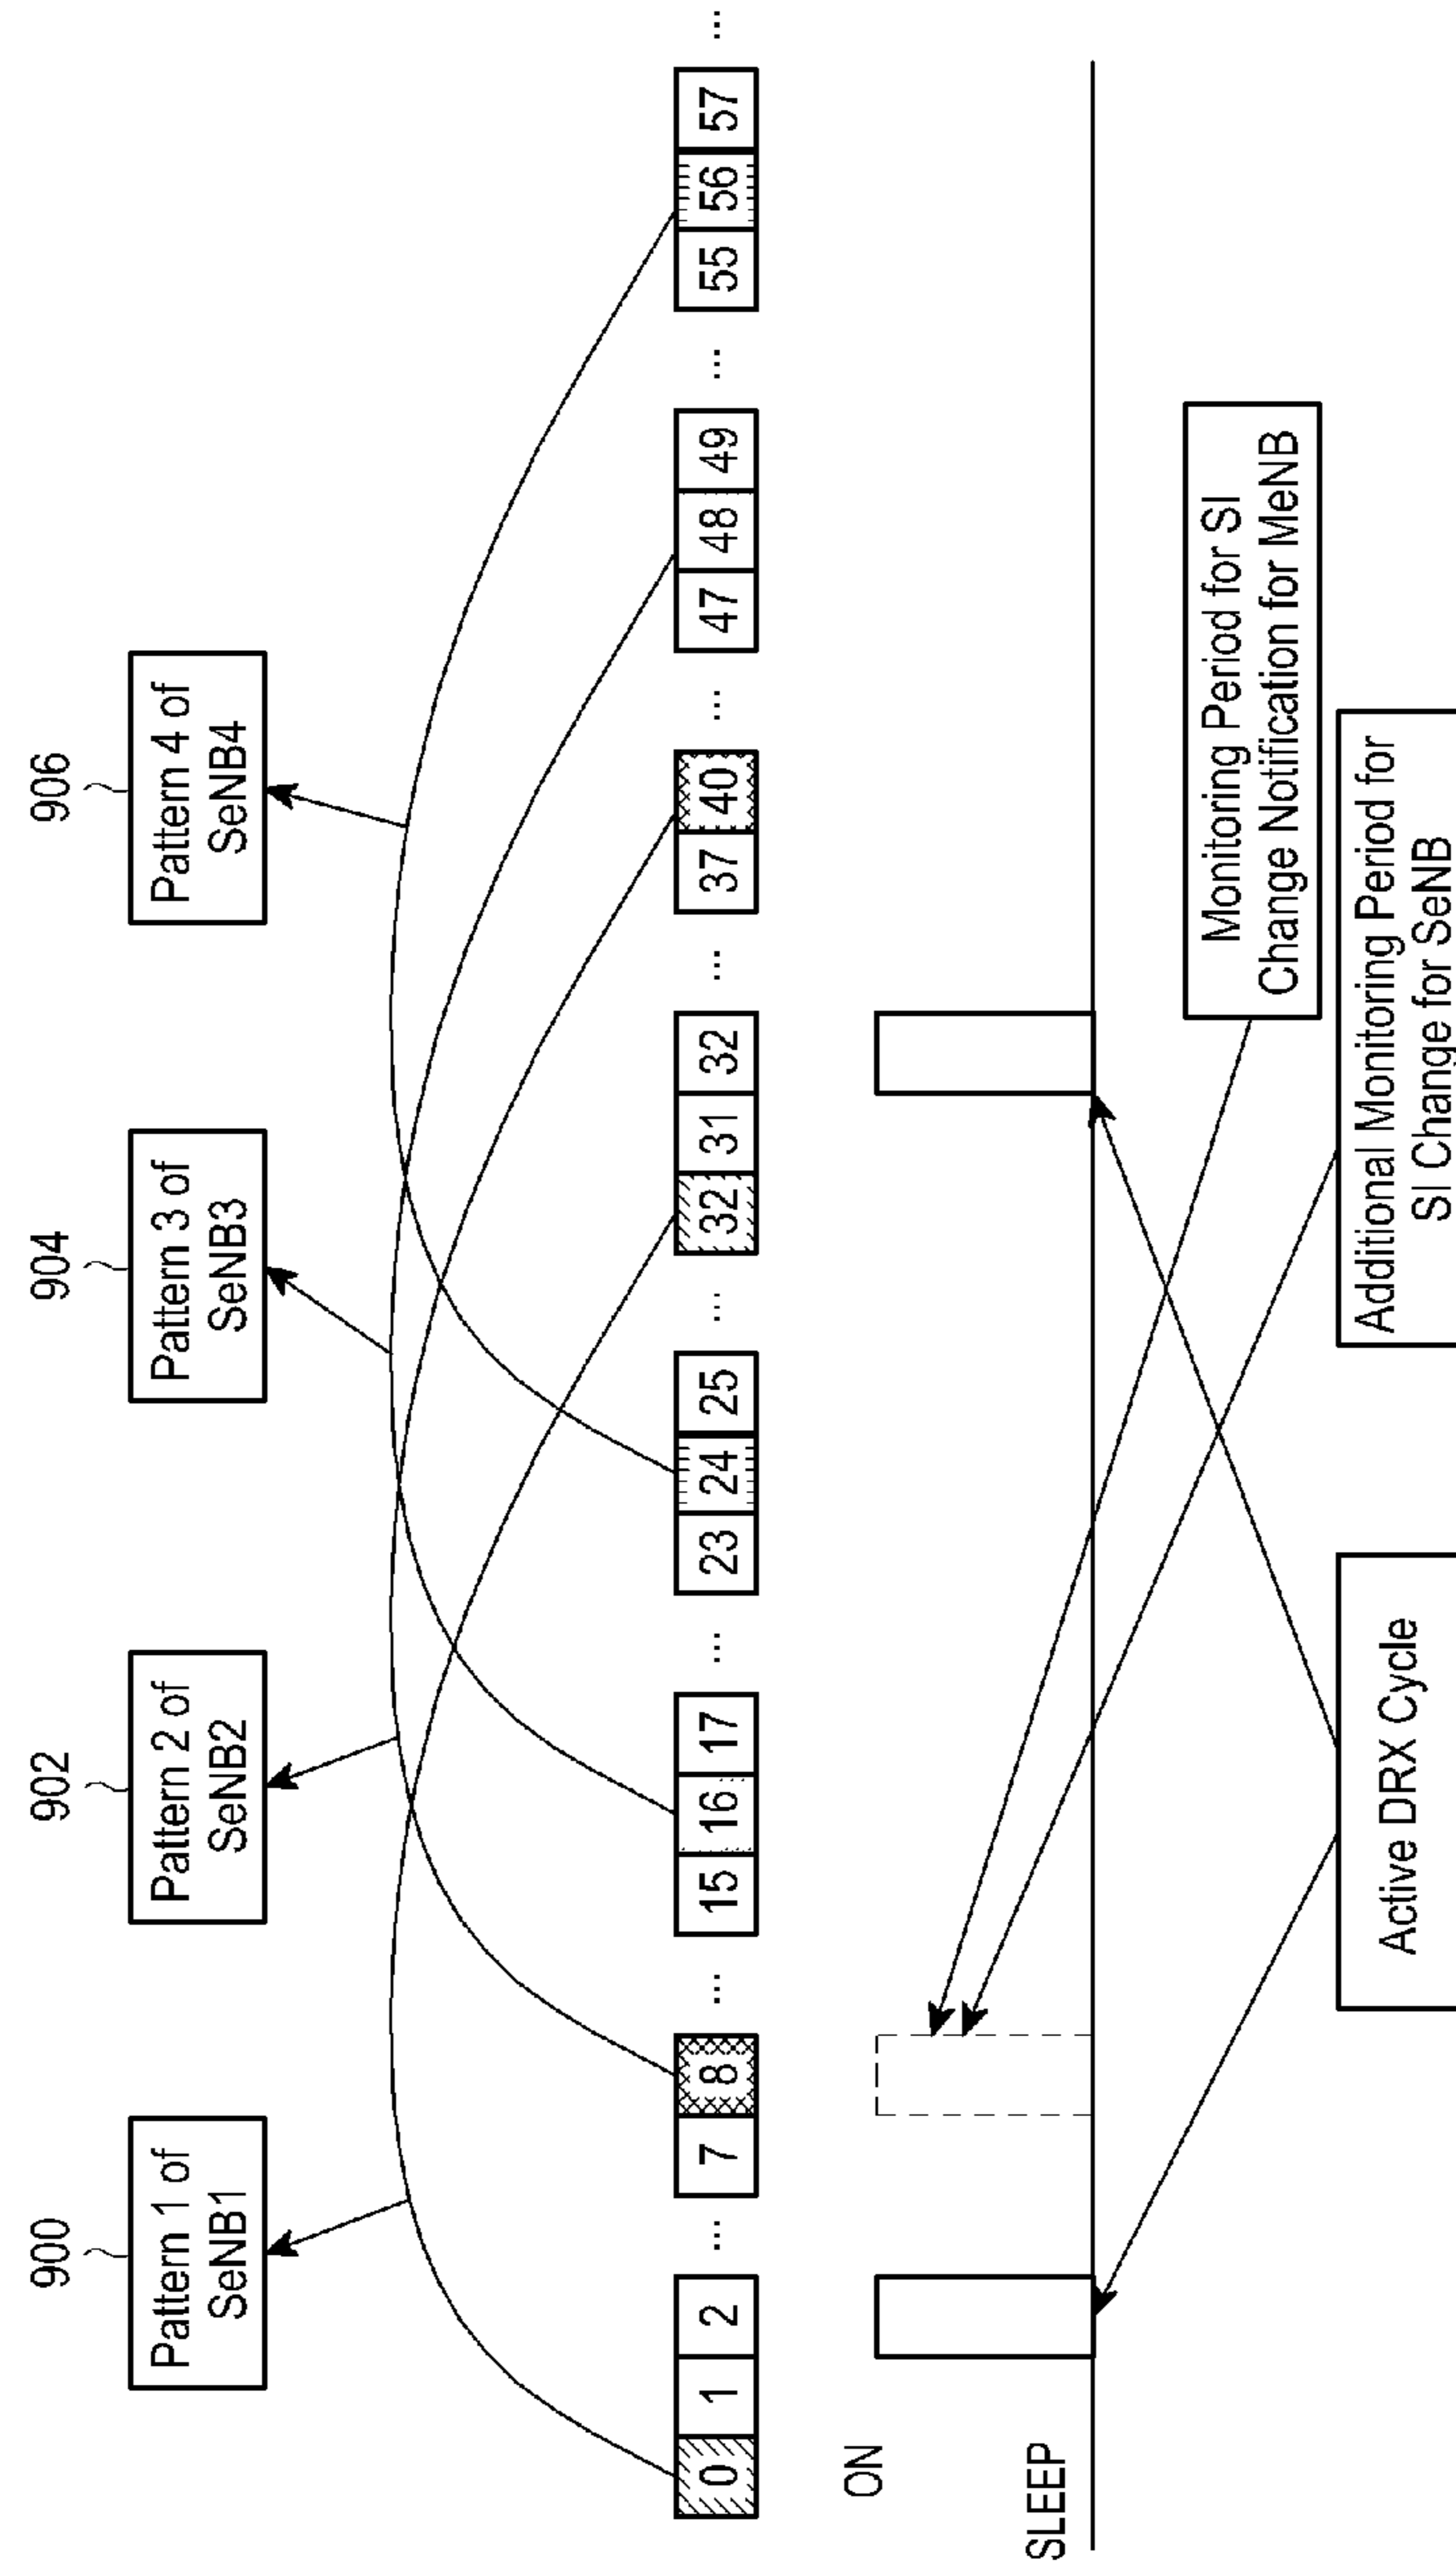 900
902
904
906
Pattern 1 of
SeNB1
Pattern 2 of
SeNB2
Pattern 3 of
SeNB3
Pattern 4 of
SeNB4
0 1 2 ... 7 8 ... 15 16 17 ... 23 24 25 ... 32 31 32 ... 37 40 ... 47 48 49 ... 55 56 57 ...
ON
SLEEP
Monitoring Period for SI
Change Notification for MeNB
Active DRX Cycle
Additional Monitoring Period for
SI Change for SeNB